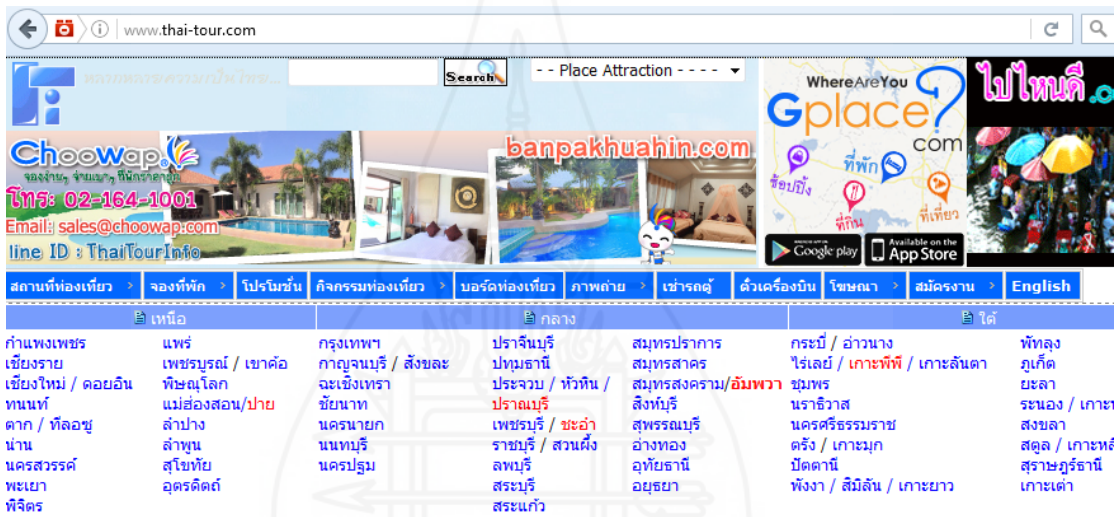 www.thai-tour.com
Search
- - Place Attraction - - - -
WhereAreYou
Gplace?
com
ช้อปปิ้ง
ที่พัก
ที่กิน
ที่เที่ยว
Google play
Available on the
App Store
ไปไหนดี.c
Choowap.
โทร: 02-164-1001
Email: sales@choowap.com
line ID : ThaiTourInfo
banpakhuahin.com
สถานที่ท่องเที่ยว จองที่พัก โปรโมชั่น กิจกรรมท่องเที่ยว บอร์ดท่องเที่ยว ภาพถ่าย เช่ารถตู้ ตั๋วเครื่องบิน โฆษณา สมัครงาน English
เหนือ
กำแพงเพชร
เชียงราย
เชียงใหม่ / ดอยอิน
ทนนท์
ตาก / ทีลอซู
น่าน
นครสวรรค์
พะเยา
พิจิตร
แพร่
เพชรบูรณ์ / เขาค้อ
พิษณุโลก
แม่ฮ่องสอน/ปาย
ลำปาง
ลำพูน
สุโขทัย
อุตรดิตถ์
กลาง
กรุงเทพฯ
กาญจนบุรี / สังขละ
ฉะเชิงเทรา
ชัยนาท
นครนายก
นนทบุรี
นครปฐม
ปราจีนบุรี
ปทุมธานี
ประจวบ / หัวหิน /
ปราณบุรี
เพชรบุรี / ชะอำ
ราชบุรี / สวนผึ้ง
ลพบุรี
สระบุรี
สระแก้ว
สมุทรปราการ
สมุทรสาคร
สมุทรสงคราม/อัมพวา
สิงห์บุรี
สุพรรณบุรี
อ่างทอง
อุทัยธานี
อยุธยา
ใต้
กระบี่ / อ่าวนาง
ไร่เลย์ / เกาะพีพี / เกาะลันตา
ชุมพร
นราธิวาส
นครศรีธรรมราช
ตรัง / เกาะมุก
ปัตตานี
พังงา / สิมิลัน / เกาะยาว
พัทลุง
ภูเก็ต
ยะลา
ระนอง /
สงขลา
สตูล /
สุราษฎร์ธานี
เกาะเต่า